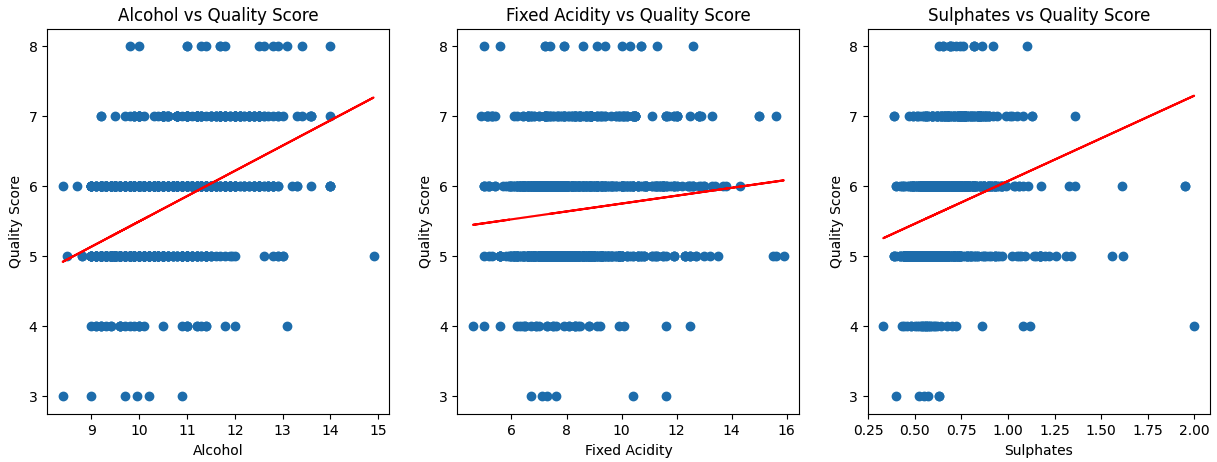 Alcohol vs Quality Score
Quality Score
8
7
6
5
4
3
9 10 11 12 13 14 15
Alcohol
Fixed Acidity vs Quality Score
Quality Score
8
7
6
5
4
3
6 8 10 12 14 16
Fixed Acidity
Sulphates vs Quality Score
Quality Score
8
7
6
5
4
3
0.25 0.50 0.75 1.00 1.25 1.50 1.75 2.00
Sulphates